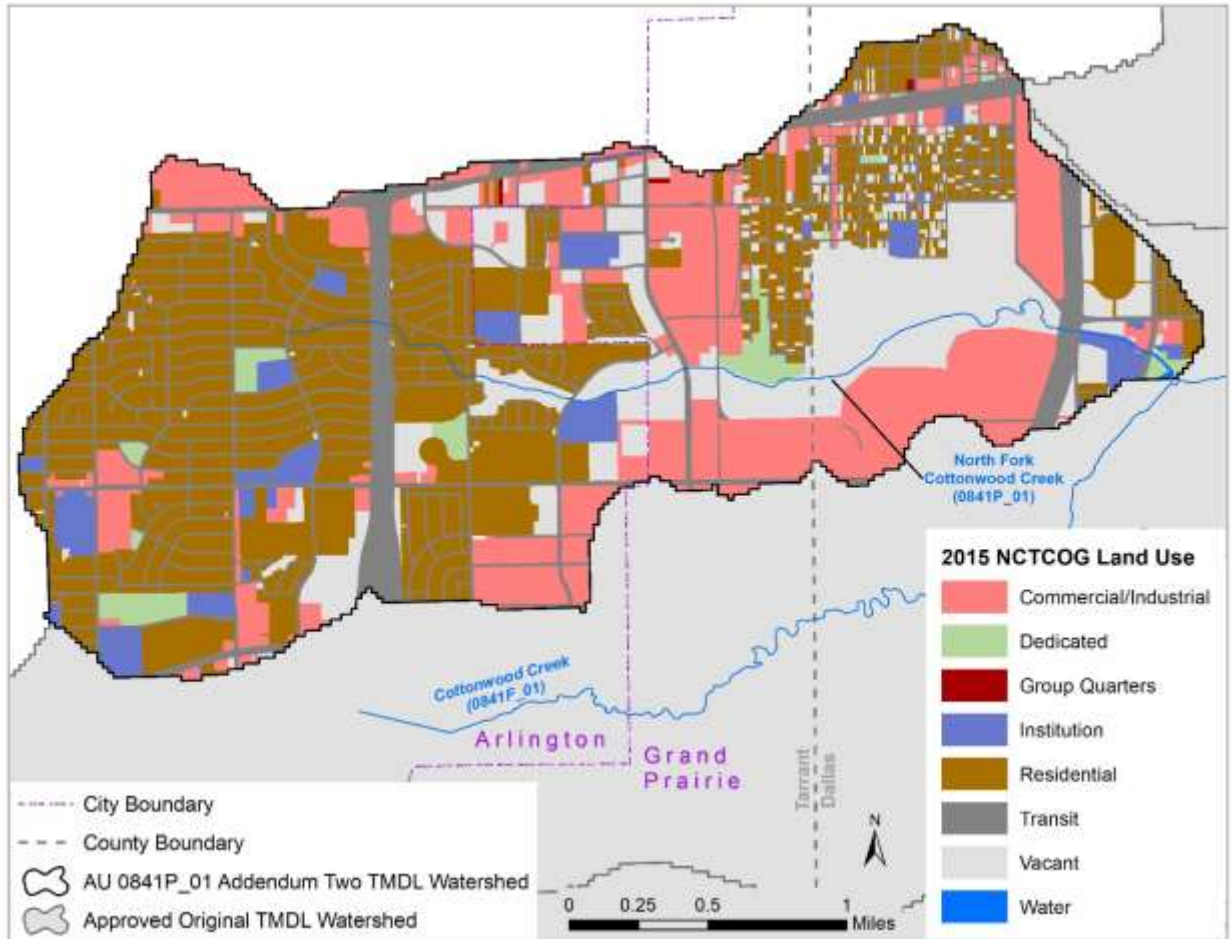 North Fork
Cottonwood Creek
(0841P_01)
Cottonwood Creek
(0841F_01)
Arlington
Grand
Prairie
Tarrant
Dallas
N
0 0.25 0.5 1
Miles
City Boundary
County Boundary
AU 0841P_01 Addendum Two TMDL Watershed
Approved Original TMDL Watershed
2015 NCTCOG Land Use
Commercial/Industrial
Dedicated
Group Quarters
Institution
Residential
Transit
Vacant
Water